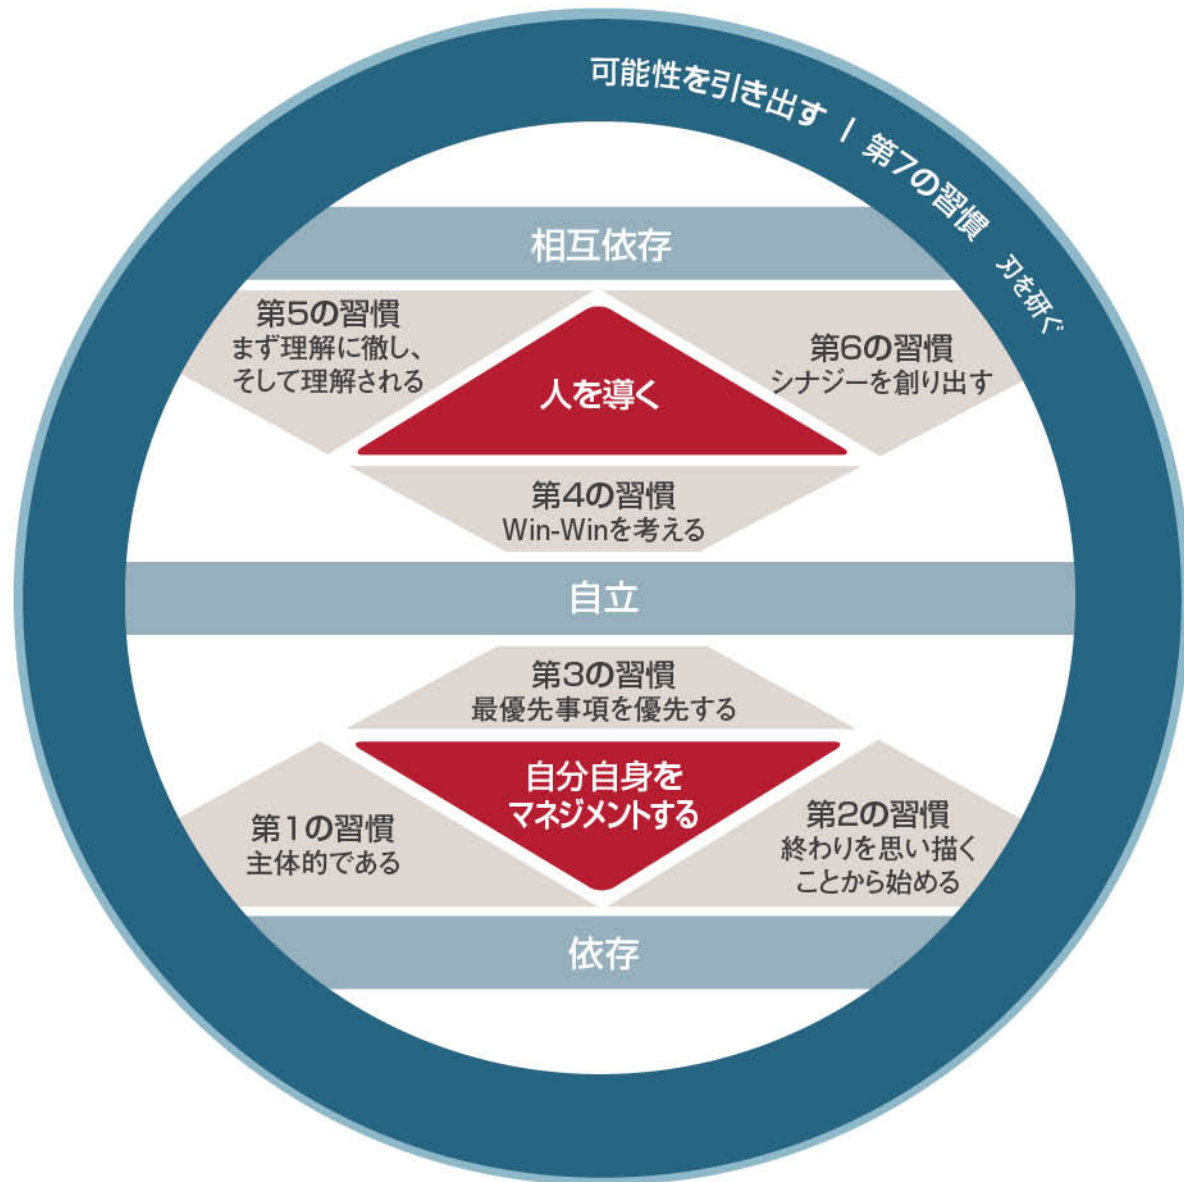 可能性を引き出す | 第7の習慣 刃を研ぐ
相互依存
第5の習慣
まず理解に徹し、
そして理解される
人を導く
第6の習慣
シナジーを創り出す
第4の習慣
Win-Winを考える
自立
第3の習慣
最優先事項を優先する
自分自身を
マネジメントする
第1の習慣
主体的である
第2の習慣
終わりを思い描く
ことから始める
依存